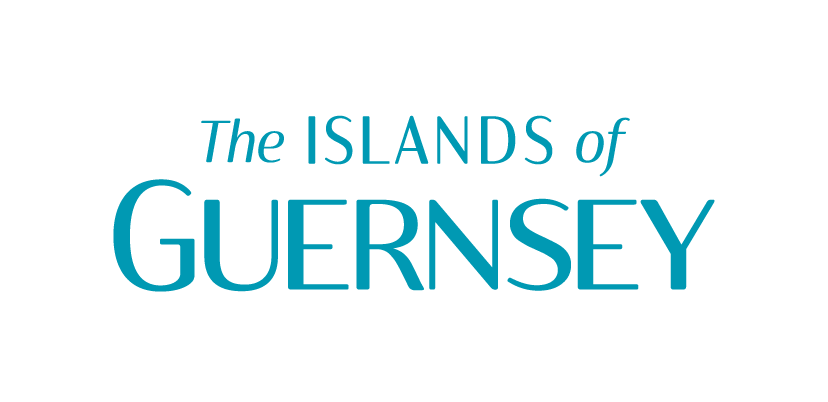 The ISLANDS of
GUERNSEY